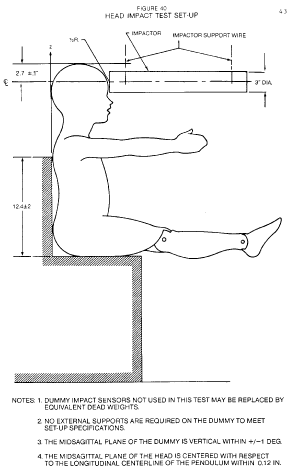 FIGURE 40
HEAD IMPACT TEST SET-UP
43
½R.
IMPACTOR
IMPACTOR SUPPORT WIRE
z
2.7 ±.1"
℄
3" DIA.
12.4±2
NOTES: 1. DUMMY IMPACT SENSORS NOT USED IN THIS TEST MAY BE REPLACED BY
EQUIVALENT DEAD WEIGHTS.
2. NO EXTERNAL SUPPORTS ARE REQUIRED ON THE DUMMY TO MEET
SET-UP SPECIFICATIONS.
3. THE MIDSAGITTAL PLANE OF THE DUMMY IS VERTICAL WITHIN +/-1 DEG.
4. THE MIDSAGITTAL PLANE OF THE HEAD IS CENTERED WITH RESPECT
TO THE LONGITUDINAL CENTERLINE OF THE PENDULUM WITHIN 0.12 IN.